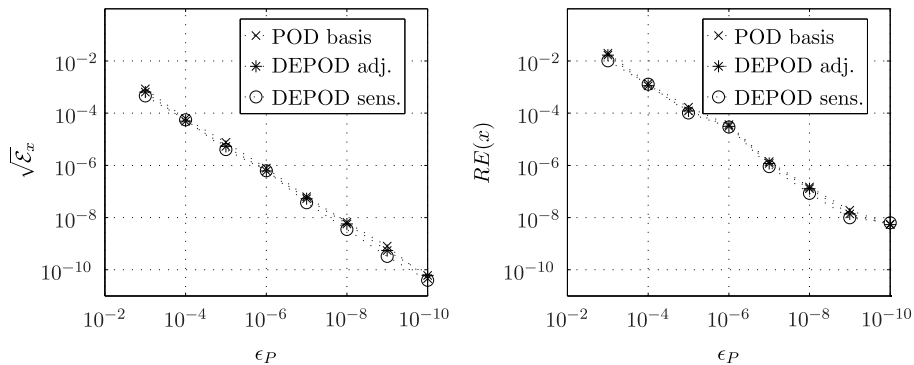 POD basis
DEPOD adj.
DEPOD sens.
10⁻²
10⁻⁴
10⁻⁶
10⁻⁸
10⁻¹⁰
√ℰₓ
10⁻² 10⁻⁴ 10⁻⁶ 10⁻⁸ 10⁻¹⁰
ϵ_P
POD basis
DEPOD adj.
DEPOD sens.
10⁻²
10⁻⁴
10⁻⁶
10⁻⁸
10⁻¹⁰
RE(x)
10⁻² 10⁻⁴ 10⁻⁶ 10⁻⁸ 10⁻¹⁰
ϵ_P